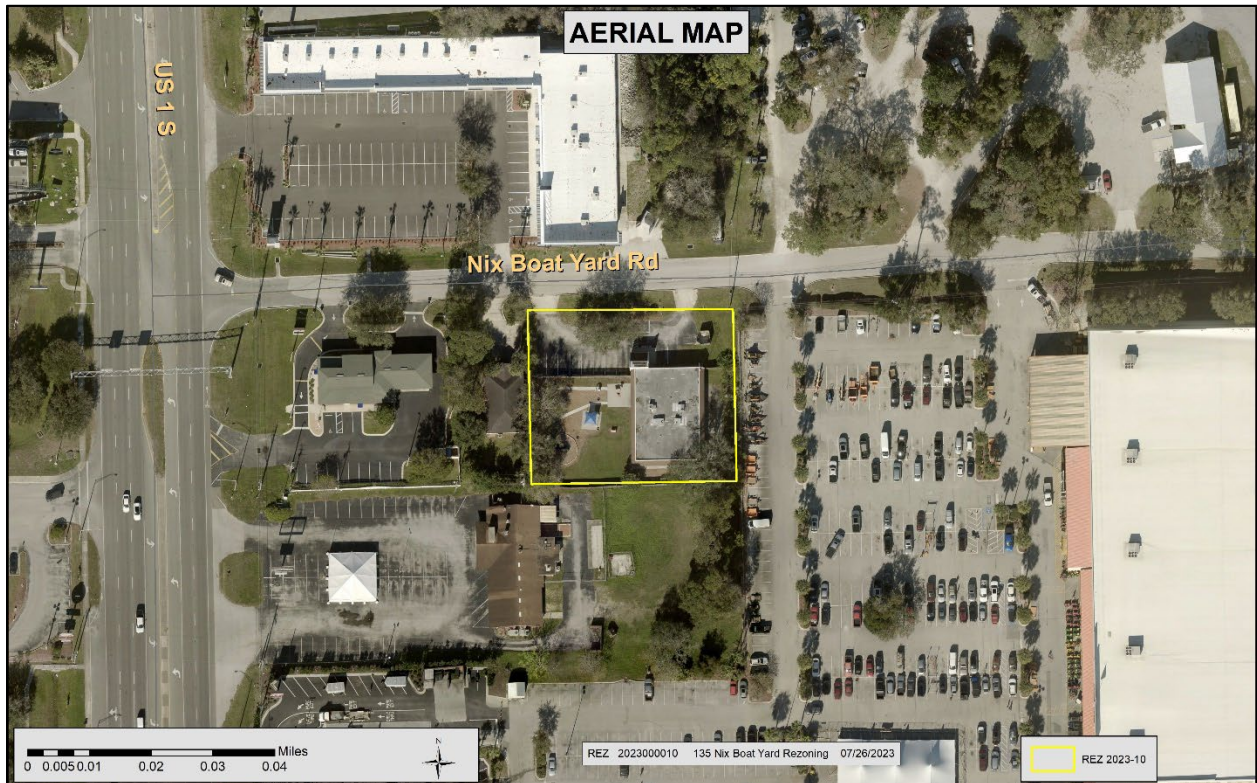 AERIAL MAP
US 1 S
Nix Boat Yard Rd
0 0.005 0.01 0.02 0.03 0.04 Miles
N
REZ 2023000010 135 Nix Boat Yard Rezoning 07/26/2023
REZ 2023-10